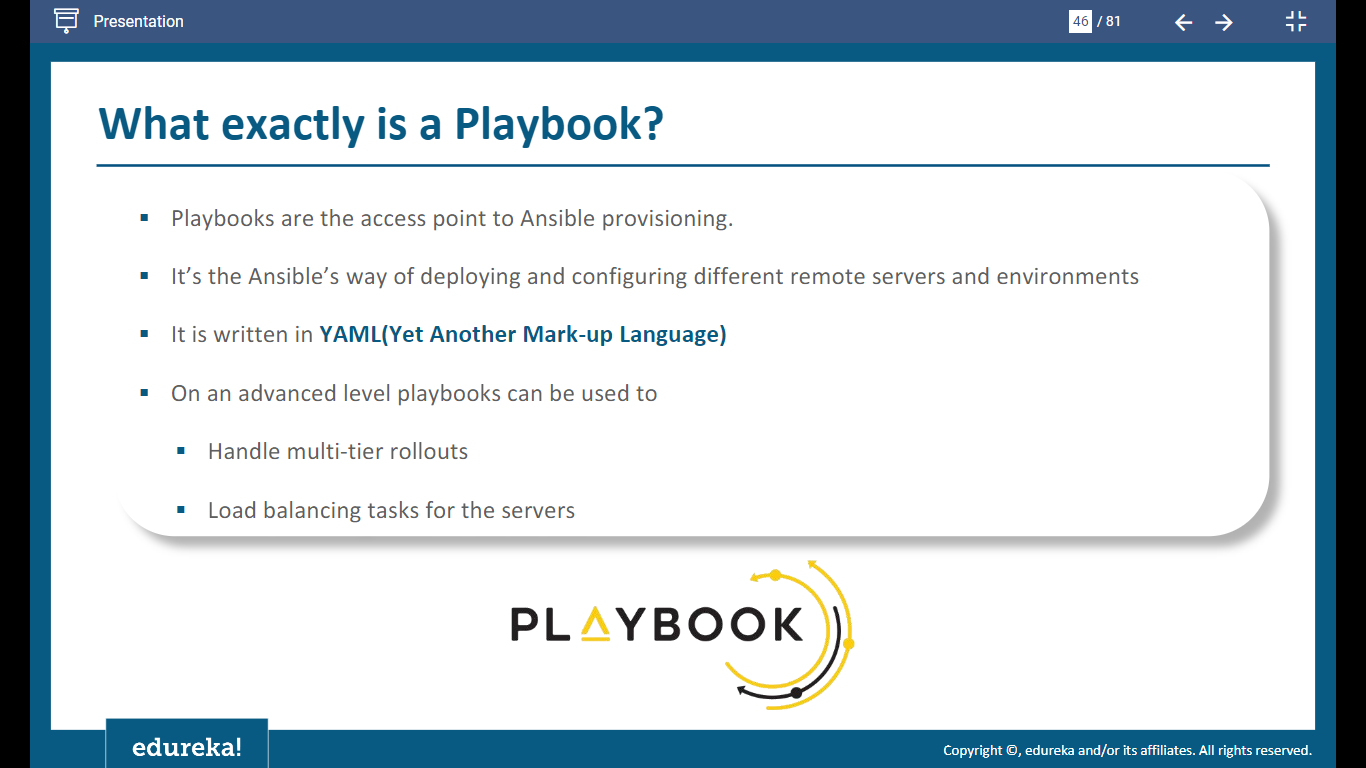 Presentation
46 / 81
What exactly is a Playbook?
▪ Playbooks are the access point to Ansible provisioning.
▪ It’s the Ansible’s way of deploying and configuring different remote servers and environments
▪ It is written in YAML(Yet Another Mark-up Language)
▪ On an advanced level playbooks can be used to
▪ Handle multi-tier rollouts
▪ Load balancing tasks for the servers
PLAYBOOK
edureka!
Copyright ©, edureka and/or its affiliates. All rights reserved.